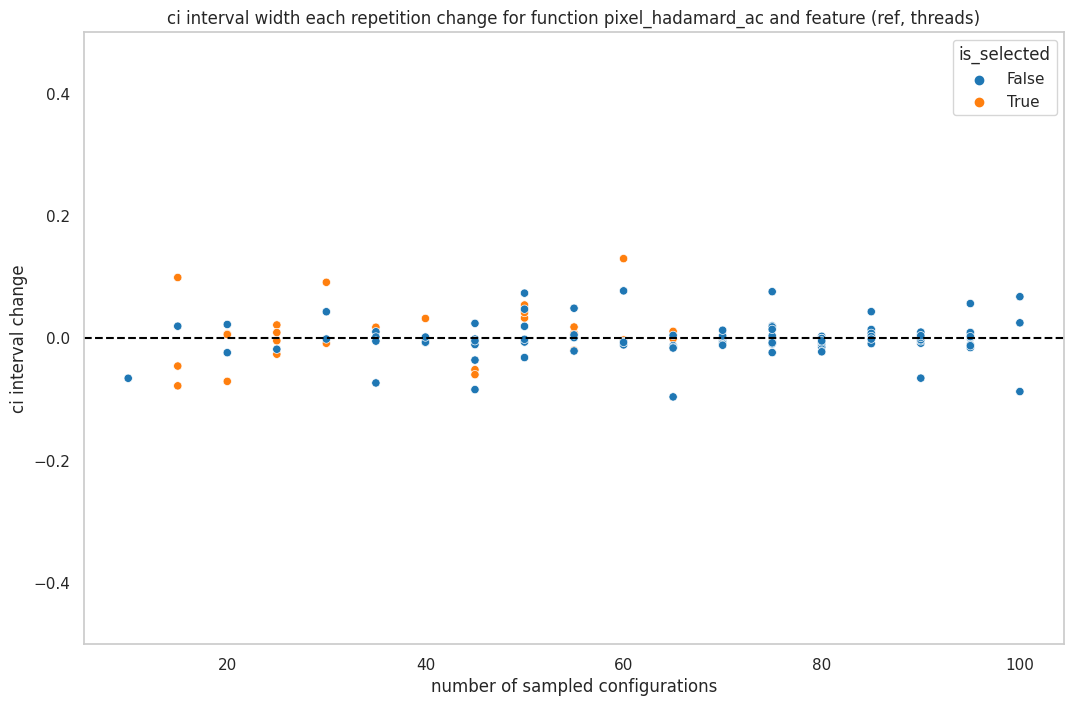 ci interval width each repetition change for function pixel_hadamard_ac and feature (ref, threads)
is_selected
False
True
0.4
0.2
0.0
−0.2
−0.4
ci interval change
20
40
60
80
100
number of sampled configurations